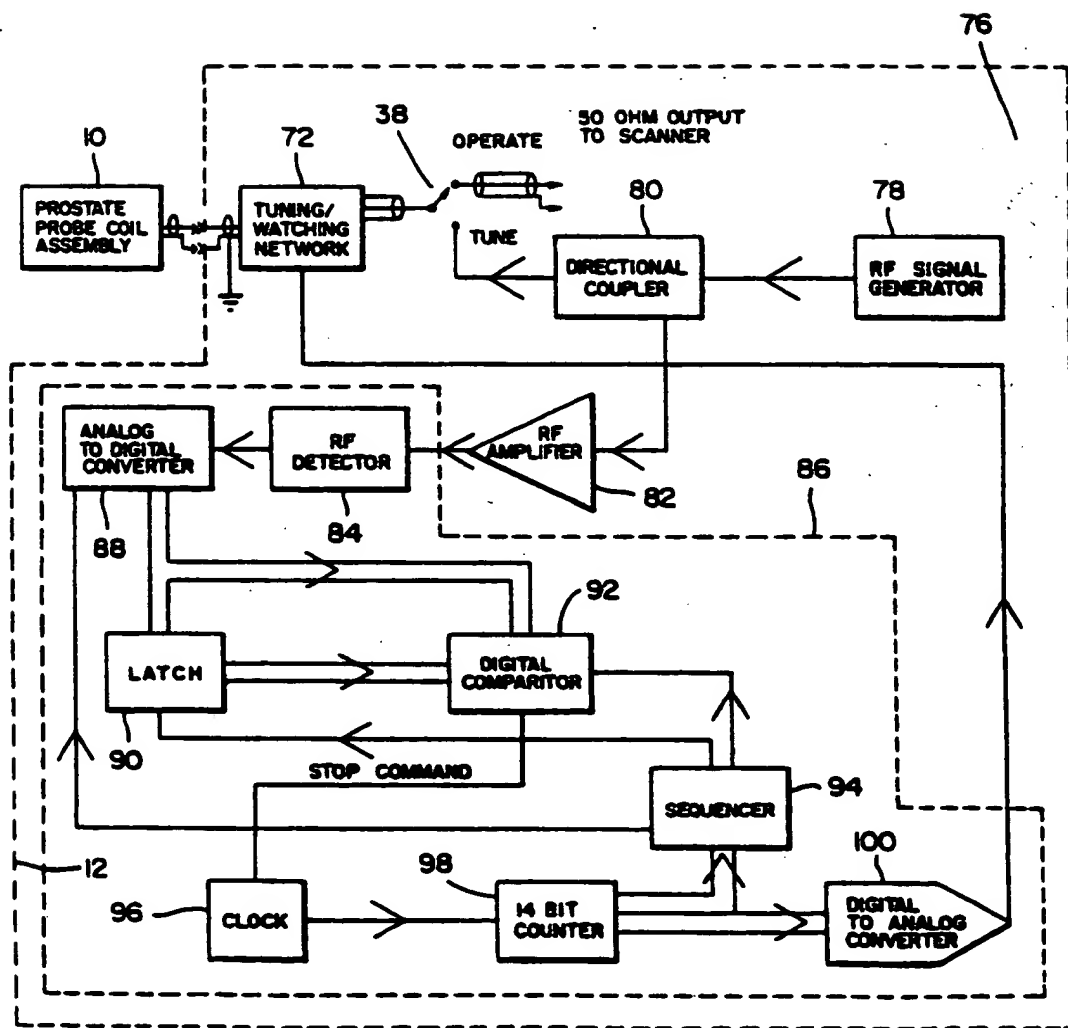 76
10
72
38
OPERATE
50 OHM OUTPUT
TO SCANNER
80
78
PROSTATE
PROBE COIL
ASSEMBLY
TUNING/
WATCHING
NETWORK
TUNE
DIRECTIONAL
COUPLER
RF SIGNAL
GENERATOR
ANALOG
TO DIGITAL
CONVERTER
RF
DETECTOR
RF
AMPLIFIER
86
88
84
82
92
LATCH
DIGITAL
COMPARITOR
90
STOP COMMAND
SEQUENCER
94
12
98
100
96
CLOCK
14 BIT
COUNTER
DIGITAL
TO ANALOG
CONVERTER